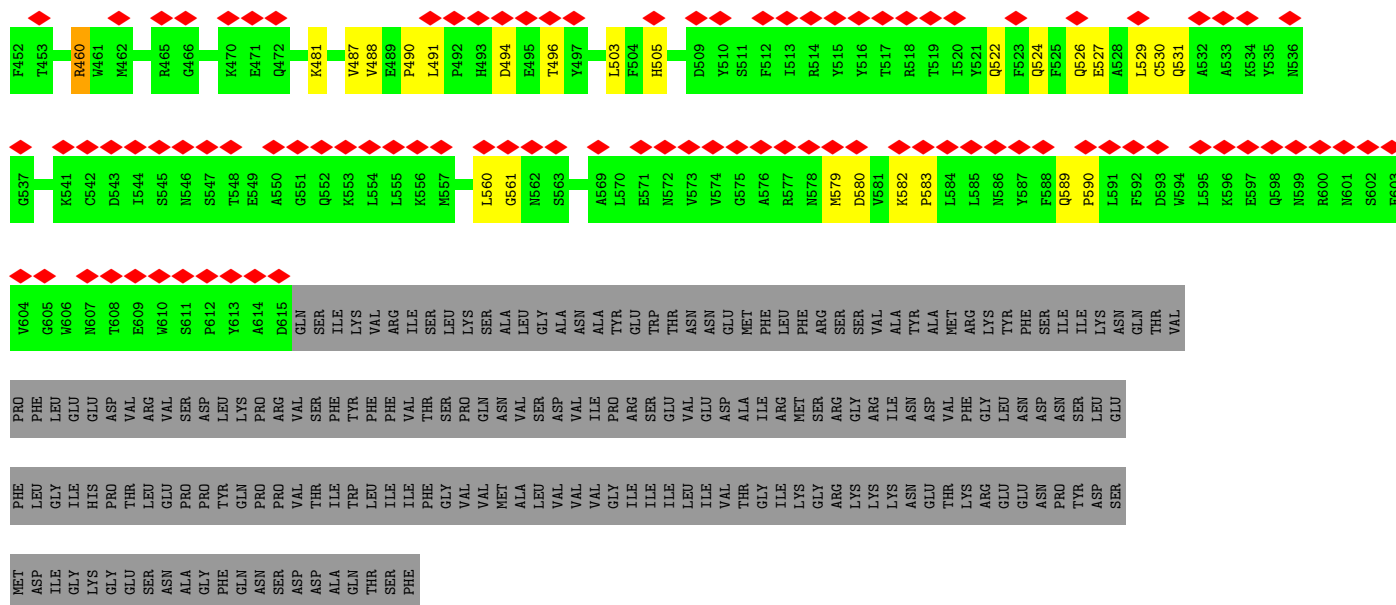 F452 T453 R460 W461 M462 R465 G466 K470 E471 Q472 K481 V487 V488 E489 P490 L491 P492 H493 D494 E495 T496 Y497 L503 F504 H505 D509 Y510 S511 F512 I513 R514 Y515 Y516 T517 R518 T519 I520 Y521 Q522 F523 Q524 F525 Q526 E527 A528 L529 C530 Q531 A532 A533 K534 Y535 N536
G537 K541 C542 D543 I544 S545 N546 S547 T548 E549 A550 G551 Q552 K553 L554 L555 K556 M557 L560 G561 N562 S563 A569 L570 E571 N572 V573 V574 G575 A576 R577 N578 M579 D580 V581 K582 P583 L584 L585 N586 Y587 F588 Q589 P590 L591 F592 D593 W594 L595 K596 E597 Q598 N599 R600 N601 S602 F603
V604 G605 W606 N607 T608 E609 W610 S611 P612 Y613 A614 D615 GLN SER ILE LYS VAL ARG ILE SER LEU LYS SER ALA LEU GLY ALA ASN ALA TYR GLU TRP THR ASN ASN GLU MET PHE LEU PHE ARG SER SER VAL ALA TYR ALA MET ARG LYS TYR PHE SER ILE ILE LYS ASN GLN THR VAL
PRO PHE LEU GLU GLU ASP VAL ARG VAL SER ASP LEU LYS PRO ARG VAL SER PHE TYR PHE PHE VAL THR SER PRO GLN ASN VAL SER ASP VAL ILE PRO ARG SER GLU VAL GLU ASP ALA ILE ARG MET SER ARG GLY ARG ILE ASN ASP VAL PHE GLY LEU ASN ASP ASN SER LEU GLU
PHE LEU GLY ILE HIS PRO THR LEU GLU PRO PRO TYR GLN PRO PRO VAL THR ILE TRP LEU ILE ILE PHE GLY VAL VAL MET ALA LEU VAL VAL VAL GLY ILE ILE ILE LEU ILE VAL THR GLY ILE LYS GLY ARG LYS LYS LYS ASN GLU THR LYS ARG GLU GLU ASN PRO TYR ASP SER
MET ASP ILE GLY LYS GLY GLU SER ASN ALA GLY PHE GLN ASN SER ASP ASP ALA GLN THR SER PHE